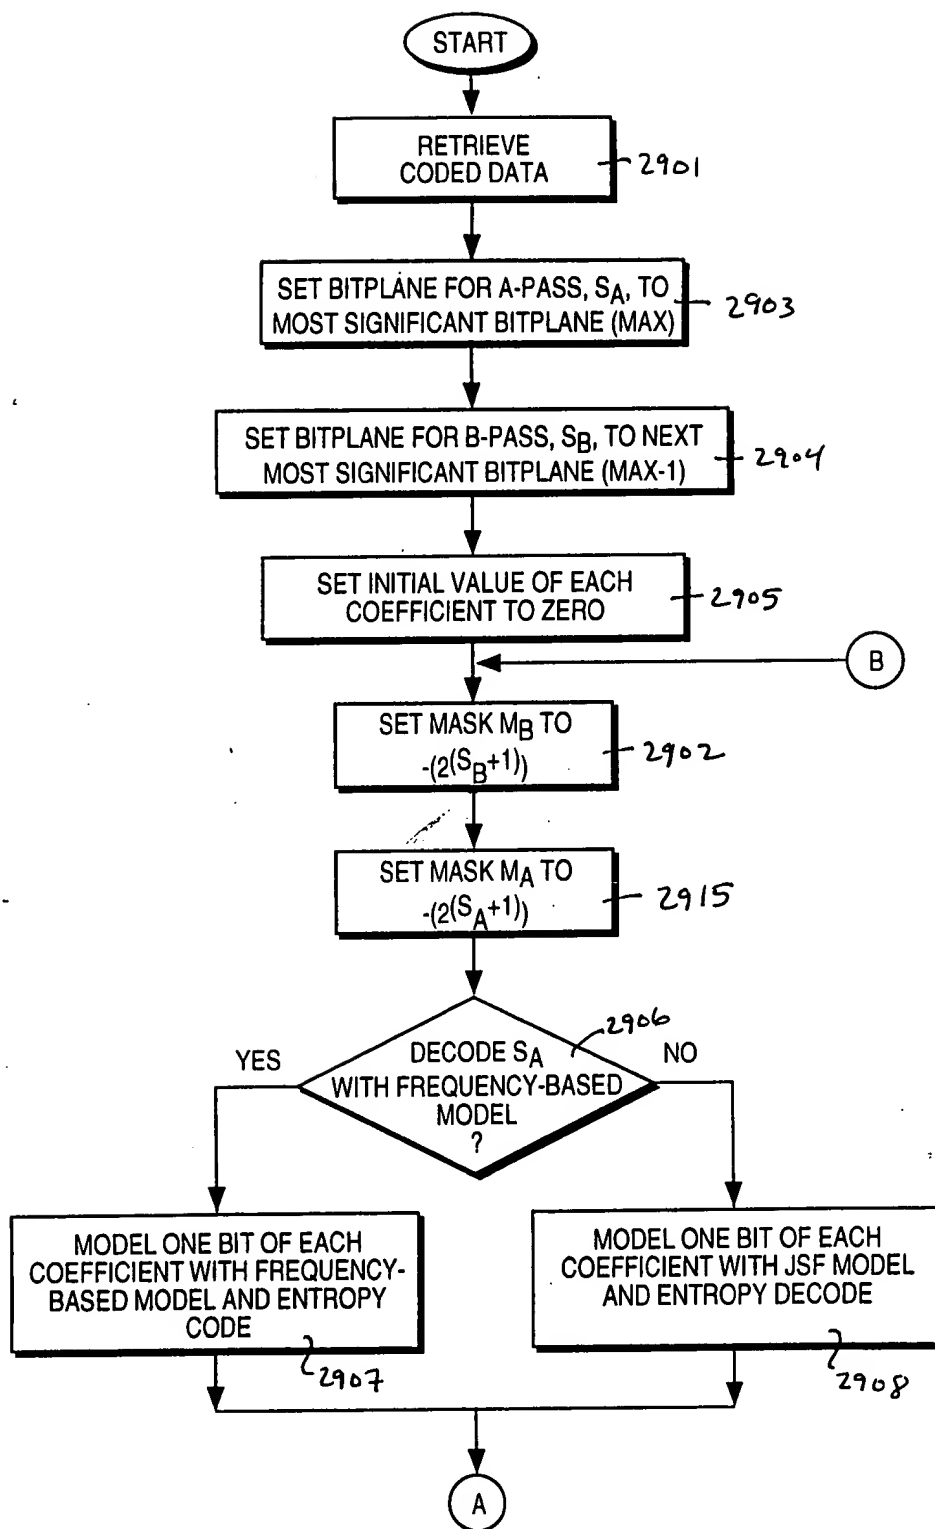 START
RETRIEVE
CODED DATA
2901
SET BITPLANE FOR A-PASS, SA, TO
MOST SIGNIFICANT BITPLANE (MAX)
2903
SET BITPLANE FOR B-PASS, SB, TO NEXT
MOST SIGNIFICANT BITPLANE (MAX-1)
2904
SET INITIAL VALUE OF EACH
COEFFICIENT TO ZERO
2905
B
SET MASK MB TO
-(2(SB+1))
2902
SET MASK MA TO
-(2(SA+1))
2915
2906
YES
DECODE SA
WITH FREQUENCY-BASED
MODEL
?
NO
MODEL ONE BIT OF EACH
COEFFICIENT WITH FREQUENCY-
BASED MODEL AND ENTROPY
CODE
2907
MODEL ONE BIT OF EACH
COEFFICIENT WITH JSF MODEL
AND ENTROPY DECODE
2908
A